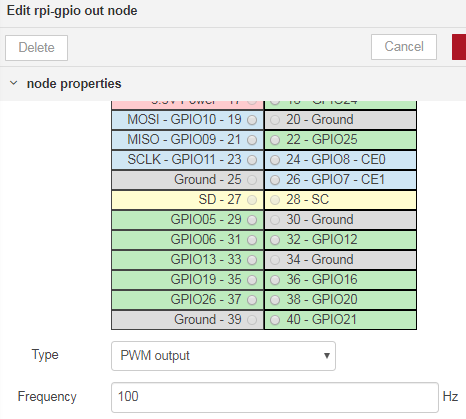 Edit rpi-gpio out node
Delete
Cancel
node properties
3.3V Power - 17 18 - GPIO24
MOSI - GPIO10 - 19 20 - Ground
MISO - GPIO09 - 21 22 - GPIO25
SCLK - GPIO11 - 23 24 - GPIO8 - CE0
Ground - 25 26 - GPIO7 - CE1
SD - 27 28 - SC
GPIO05 - 29 30 - Ground
GPIO06 - 31 32 - GPIO12
GPIO13 - 33 34 - Ground
GPIO19 - 35 36 - GPIO16
GPIO26 - 37 38 - GPIO20
Ground - 39 40 - GPIO21
Type PWM output
Frequency 100 Hz